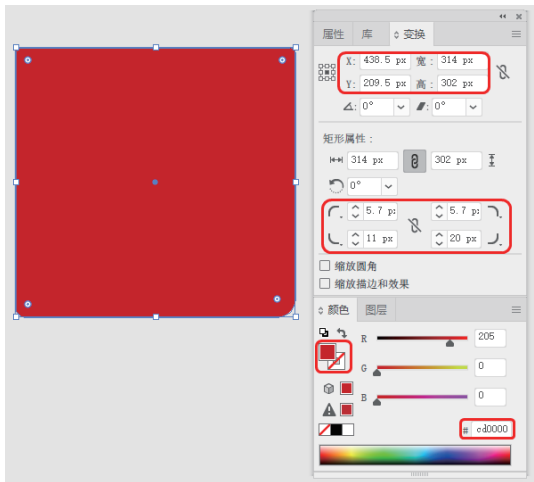 属性 库 变换
X: 438.5 px 宽: 314 px
Y: 209.5 px 高: 302 px
0° 0°
矩形属性:
314 px 302 px
0°
5.7 p 5.7 p
11 px 20 px
缩放圆角
缩放描边和效果
颜色 图层
R 205
G 0
B 0
# cd0000